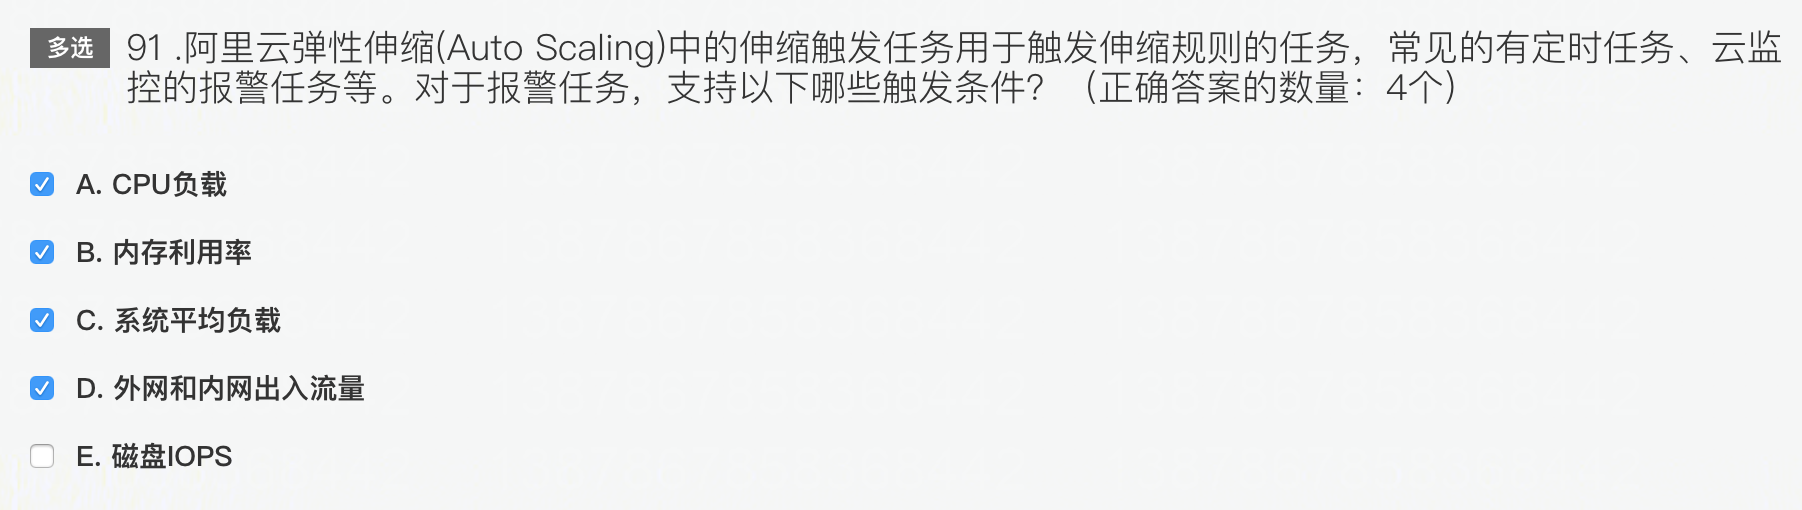 多选 91 .阿里云弹性伸缩(Auto Scaling)中的伸缩触发任务用于触发伸缩规则的任务，常见的有定时任务、云监
控的报警任务等。对于报警任务，支持以下哪些触发条件？（正确答案的数量：4个）
A. CPU负载
B. 内存利用率
C. 系统平均负载
D. 外网和内网出入流量
E. 磁盘IOPS